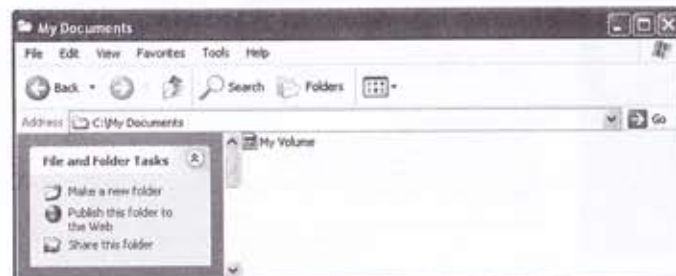 My Documents
File Edit View Favorites Tools Help
Back Search Folders
Address C:\My Documents Go
My Volume
File and Folder Tasks
Make a new folder
Publish this folder to
the Web
Share this folder